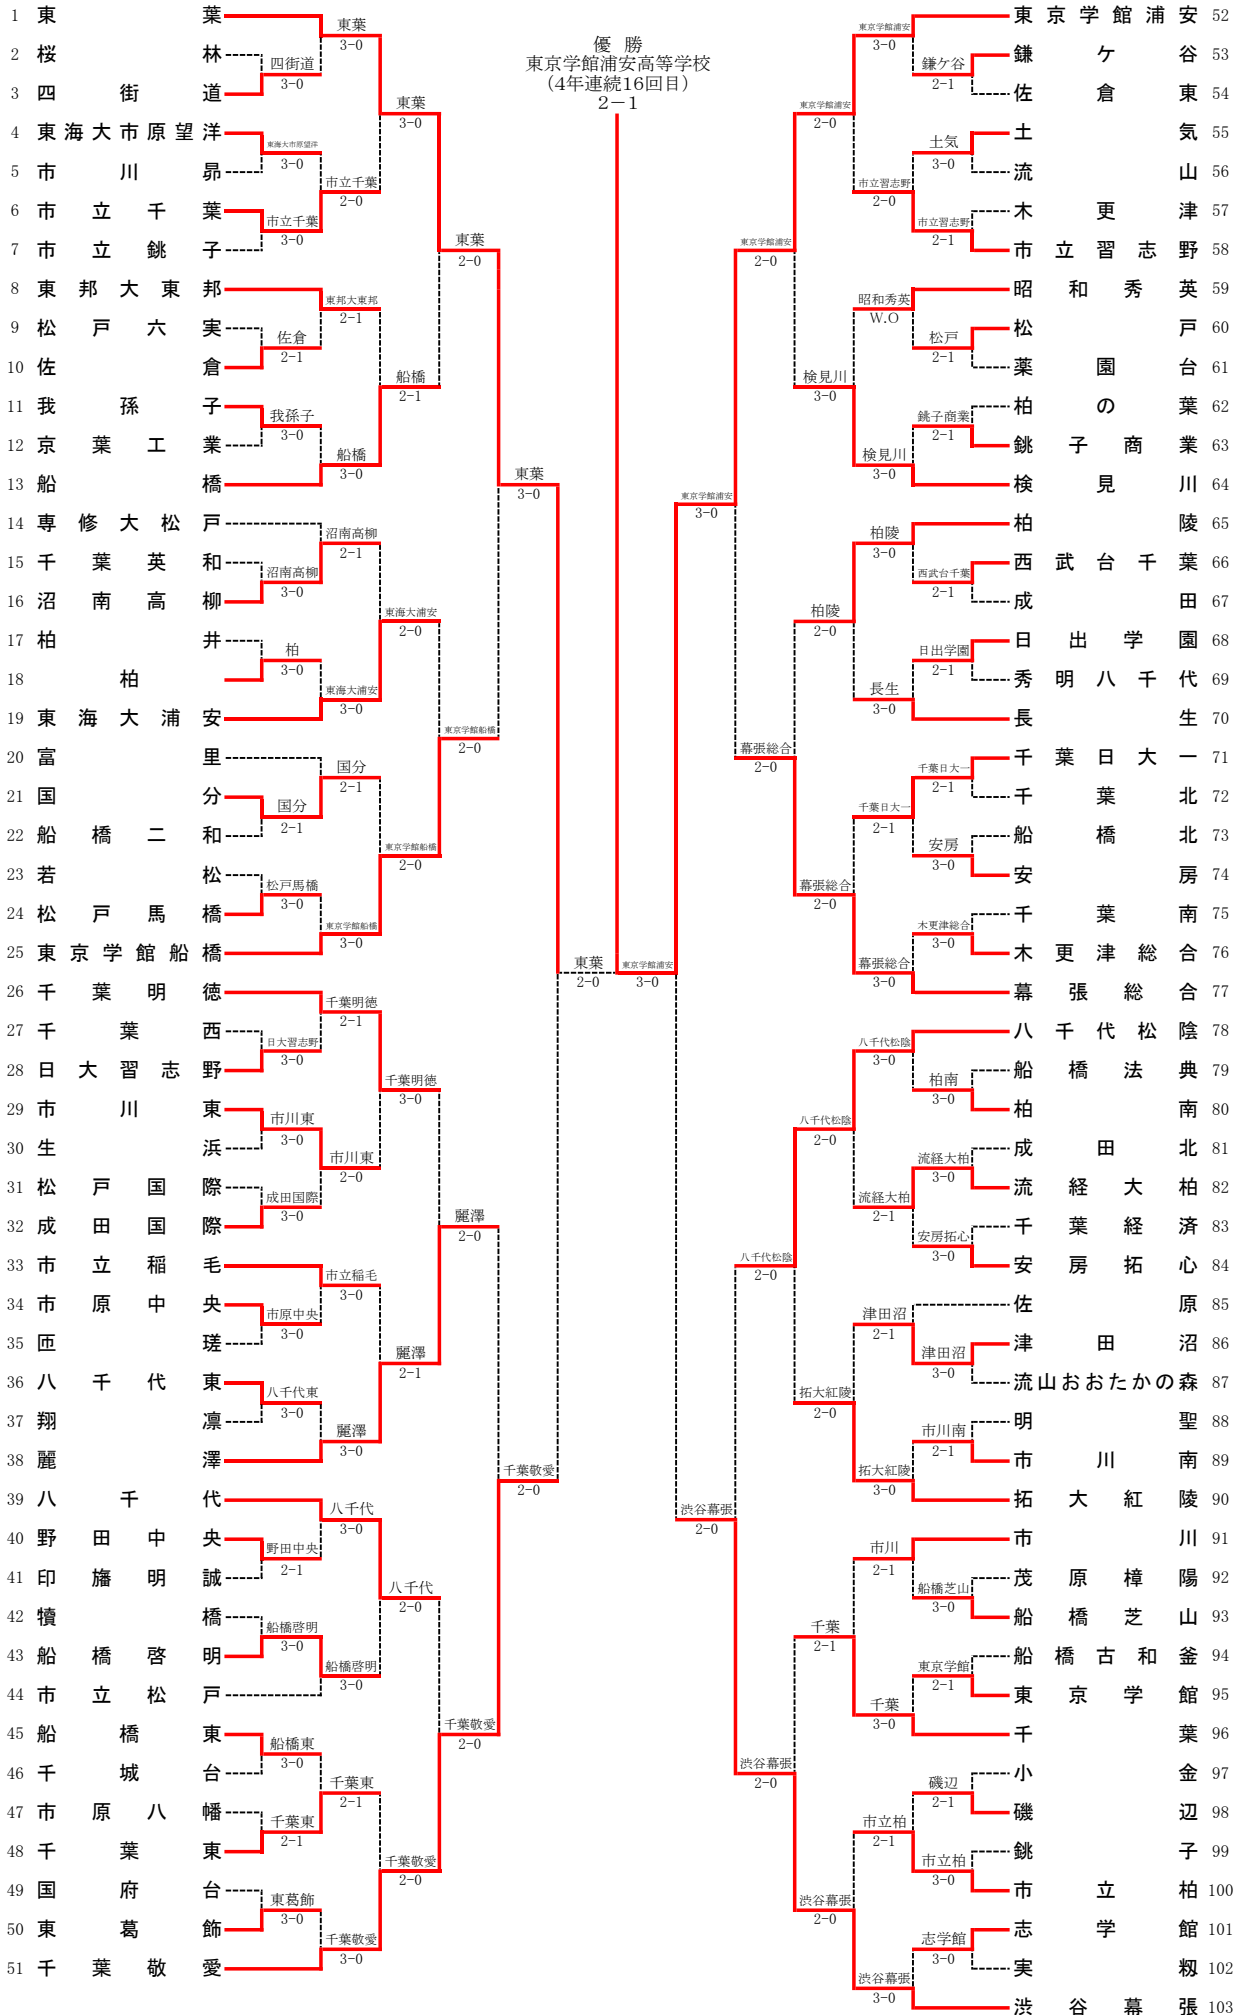 優勝
東京学館浦安高等学校
(4年連続16回目)
2−1
1 東葉
2 桜林
3 四街道
4 東海大市原望洋
5 市川昴
6 市立千葉
7 市立銚子
8 東邦大東邦
9 松戸六実
10 佐倉
11 我孫子
12 京葉工業
13 船橋
14 専修大松戸
15 千葉英和
16 沼南高柳
17 柏井
18 柏
19 東海大浦安
20 富里
21 国分
22 船橋二和
23 若松
24 松戸馬橋
25 東京学館船橋
26 千葉明徳
27 千葉西
28 日大習志野
29 市川東
30 生浜
31 松戸国際
32 成田国際
33 市立稲毛
34 市原中央
35 匝瑳
36 八千代東
37 翔凛
38 麗澤
39 八千代
40 野田中央
41 印旛明誠
42 犢橋
43 船橋啓明
44 市立松戸
45 船橋東
46 千城台
47 市原八幡
48 千葉東
49 国府台
50 東葛飾
51 千葉敬愛
四街道
3-0
東海大市原望洋
3-0
市立千葉
3-0
佐倉
2-1
我孫子
3-0
沼南高柳
3-0
柏
3-0
国分
2-1
松戸馬橋
3-0
日大習志野
3-0
市川東
3-0
成田国際
3-0
市原中央
3-0
八千代東
3-0
野田中央
2-1
船橋啓明
3-0
船橋東
3-0
千葉東
2-1
東葛飾
3-0
東葉
3-0
市立千葉
2-0
東邦大東邦
2-1
船橋
3-0
沼南高柳
2-1
東海大浦安
3-0
国分
2-1
東京学館船橋
3-0
千葉明徳
2-1
市川東
2-0
市立稲毛
3-0
麗澤
3-0
八千代
3-0
船橋啓明
3-0
千葉東
2-1
千葉敬愛
3-0
東葉
3-0
船橋
2-1
東海大浦安
2-0
東京学館船橋
2-0
千葉明徳
3-0
麗澤
2-1
八千代
2-0
千葉敬愛
2-0
東葉
2-0
東京学館船橋
2-0
麗澤
2-0
千葉敬愛
2-0
東葉
3-0
千葉敬愛
2-0
東葉
2-0
東京学館浦安
3-0
東京学館浦安
3-0
渋谷幕張
2-0
東京学館浦安
2-0
幕張総合
2-0
八千代松陰
2-0
渋谷幕張
2-0
東京学館浦安
2-0
検見川
3-0
柏陵
2-0
幕張総合
2-0
八千代松陰
2-0
拓大紅陵
2-0
千葉
2-1
渋谷幕張
2-0
東京学館浦安
3-0
市立習志野
2-0
昭和秀英
W.O
検見川
3-0
柏陵
3-0
長生
3-0
千葉日大一
2-1
幕張総合
3-0
八千代松陰
3-0
流経大柏
2-1
津田沼
2-1
拓大紅陵
3-0
市川
2-1
千葉
3-0
市立柏
2-1
渋谷幕張
3-0
鎌ケ谷
2-1
土気
3-0
市立習志野
2-1
松戸
2-1
銚子商業
2-1
西武台千葉
2-1
日出学園
2-1
千葉日大一
2-1
安房
3-0
木更津総合
3-0
柏南
3-0
流経大柏
3-0
安房拓心
3-0
津田沼
3-0
市川南
2-1
船橋芝山
3-0
東京学館
2-1
磯辺
2-1
市立柏
3-0
志学館
3-0
東京学館浦安 52
鎌ケ谷 53
佐倉東 54
土気 55
流山 56
木更津 57
市立習志野 58
昭和秀英 59
松戸 60
薬園台 61
柏の葉 62
銚子商業 63
検見川 64
柏陵 65
西武台千葉 66
成田 67
日出学園 68
秀明八千代 69
長生 70
千葉日大一 71
千葉北 72
船橋北 73
安房 74
千葉南 75
木更津総合 76
幕張総合 77
八千代松陰 78
船橋法典 79
柏南 80
成田北 81
流経大柏 82
千葉経済 83
安房拓心 84
佐原 85
津田沼 86
流山おおたかの森 87
明聖 88
市川南 89
拓大紅陵 90
市川 91
茂原樟陽 92
船橋芝山 93
船橋古和釜 94
東京学館 95
千葉 96
小金 97
磯辺 98
銚子 99
市立柏 100
志学館 101
実籾 102
渋谷幕張 103